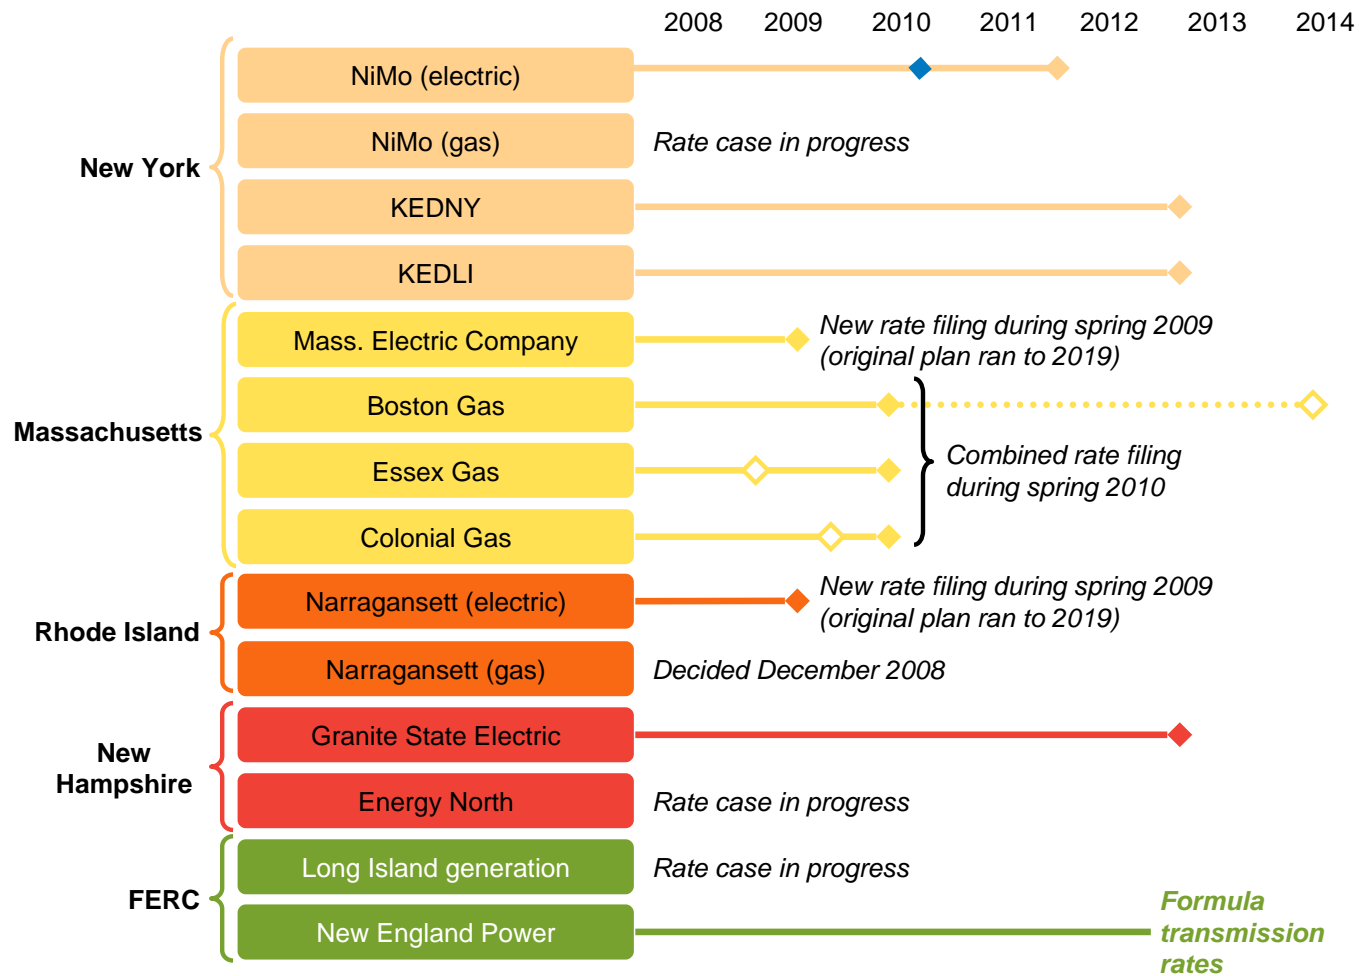 2008 2009 2010 2011 2012 2013 2014
New York
NiMo (electric)
NiMo (gas) Rate case in progress
KEDNY
KEDLI
Massachusetts
Mass. Electric Company
New rate filing during spring 2009
(original plan ran to 2019)
Boston Gas
Essex Gas
Colonial Gas
Combined rate filing
during spring 2010
Rhode Island
Narragansett (electric)
New rate filing during spring 2009
(original plan ran to 2019)
Narragansett (gas) Decided December 2008
New
Hampshire
Granite State Electric
Energy North Rate case in progress
FERC
Long Island generation Rate case in progress
New England Power
Formula
transmission
rates